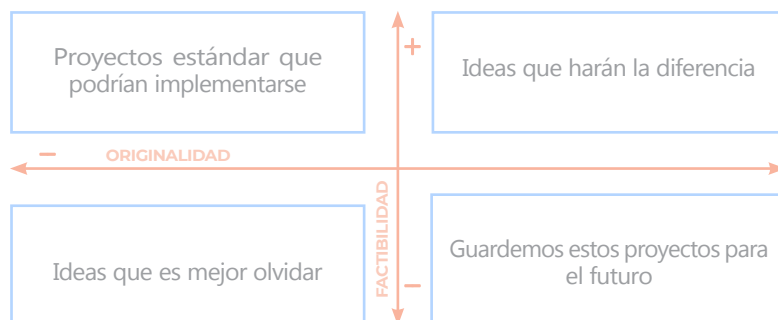 Proyectos estándar que
podrían implementarse
+
Ideas que harán la diferencia
−
ORIGINALIDAD
FACTIBILIDAD
Ideas que es mejor olvidar
−
Guardemos estos proyectos para
el futuro